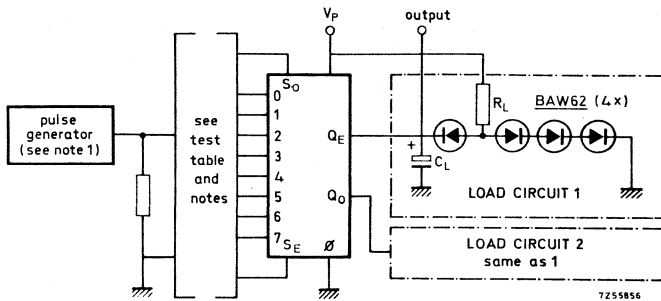 V_P output
S_O
pulse
generator
(see note 1)
see
test
table
and
notes
0
1
2
3
4
5
6
7
S_E
Ø
Q_E
Q_O
R_L
BAW62 (4×)
+
C_L
LOAD CIRCUIT 1
LOAD CIRCUIT 2
same as 1
7Z55856